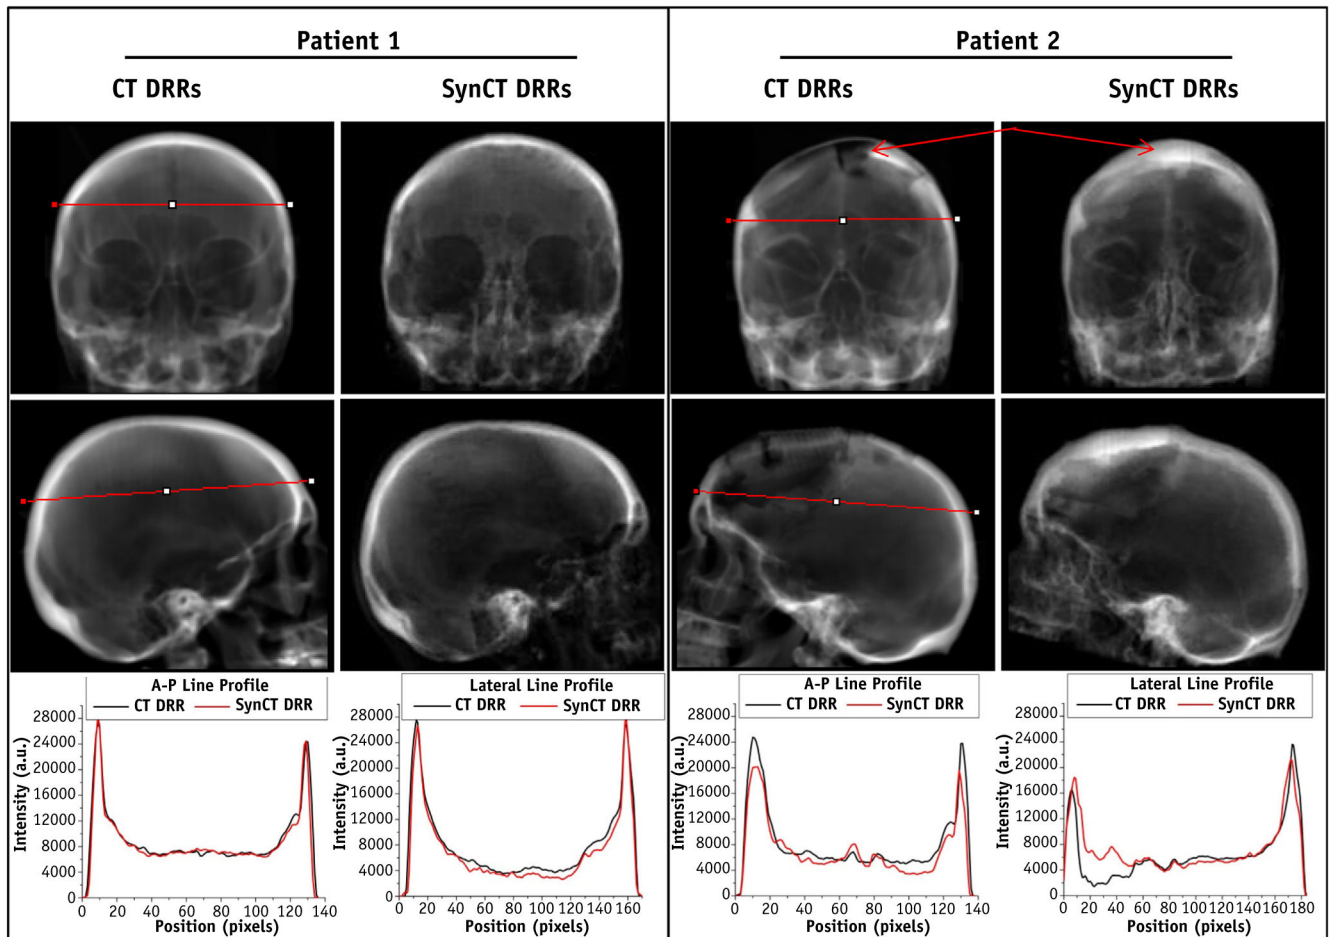 Patient 1
CT DRRs
SynCT DRRs
Patient 2
CT DRRs
SynCT DRRs
A-P Line Profile
CT DRR
SynCT DRR
Intensity (a.u.)
28000
24000
20000
16000
12000
8000
4000
0
0 20 40 60 80 100 120 140
Position (pixels)
Lateral Line Profile
CT DRR
SynCT DRR
Intensity (a.u.)
28000
24000
20000
16000
12000
8000
4000
0
0 20 40 60 80 100 120 140 160
Position (pixels)
A-P Line Profile
CT DRR
SynCT DRR
Intensity (a.u.)
28000
24000
20000
16000
12000
8000
4000
0
0 20 40 60 80 100 120 140
Position (pixels)
Lateral Line Profile
CT DRR
SynCT DRR
Intensity (a.u.)
28000
24000
20000
16000
12000
8000
4000
0
0 20 40 60 80 100 120 140 160 180
Position (pixels)